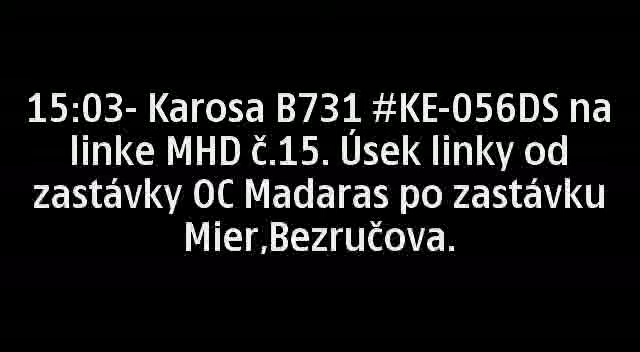 15:03- Karosa B731 #KE-056DS na
linke MHD č.15. Úsek linky od
zastávky OC Madaras po zastávku
Mier,Bezručova.